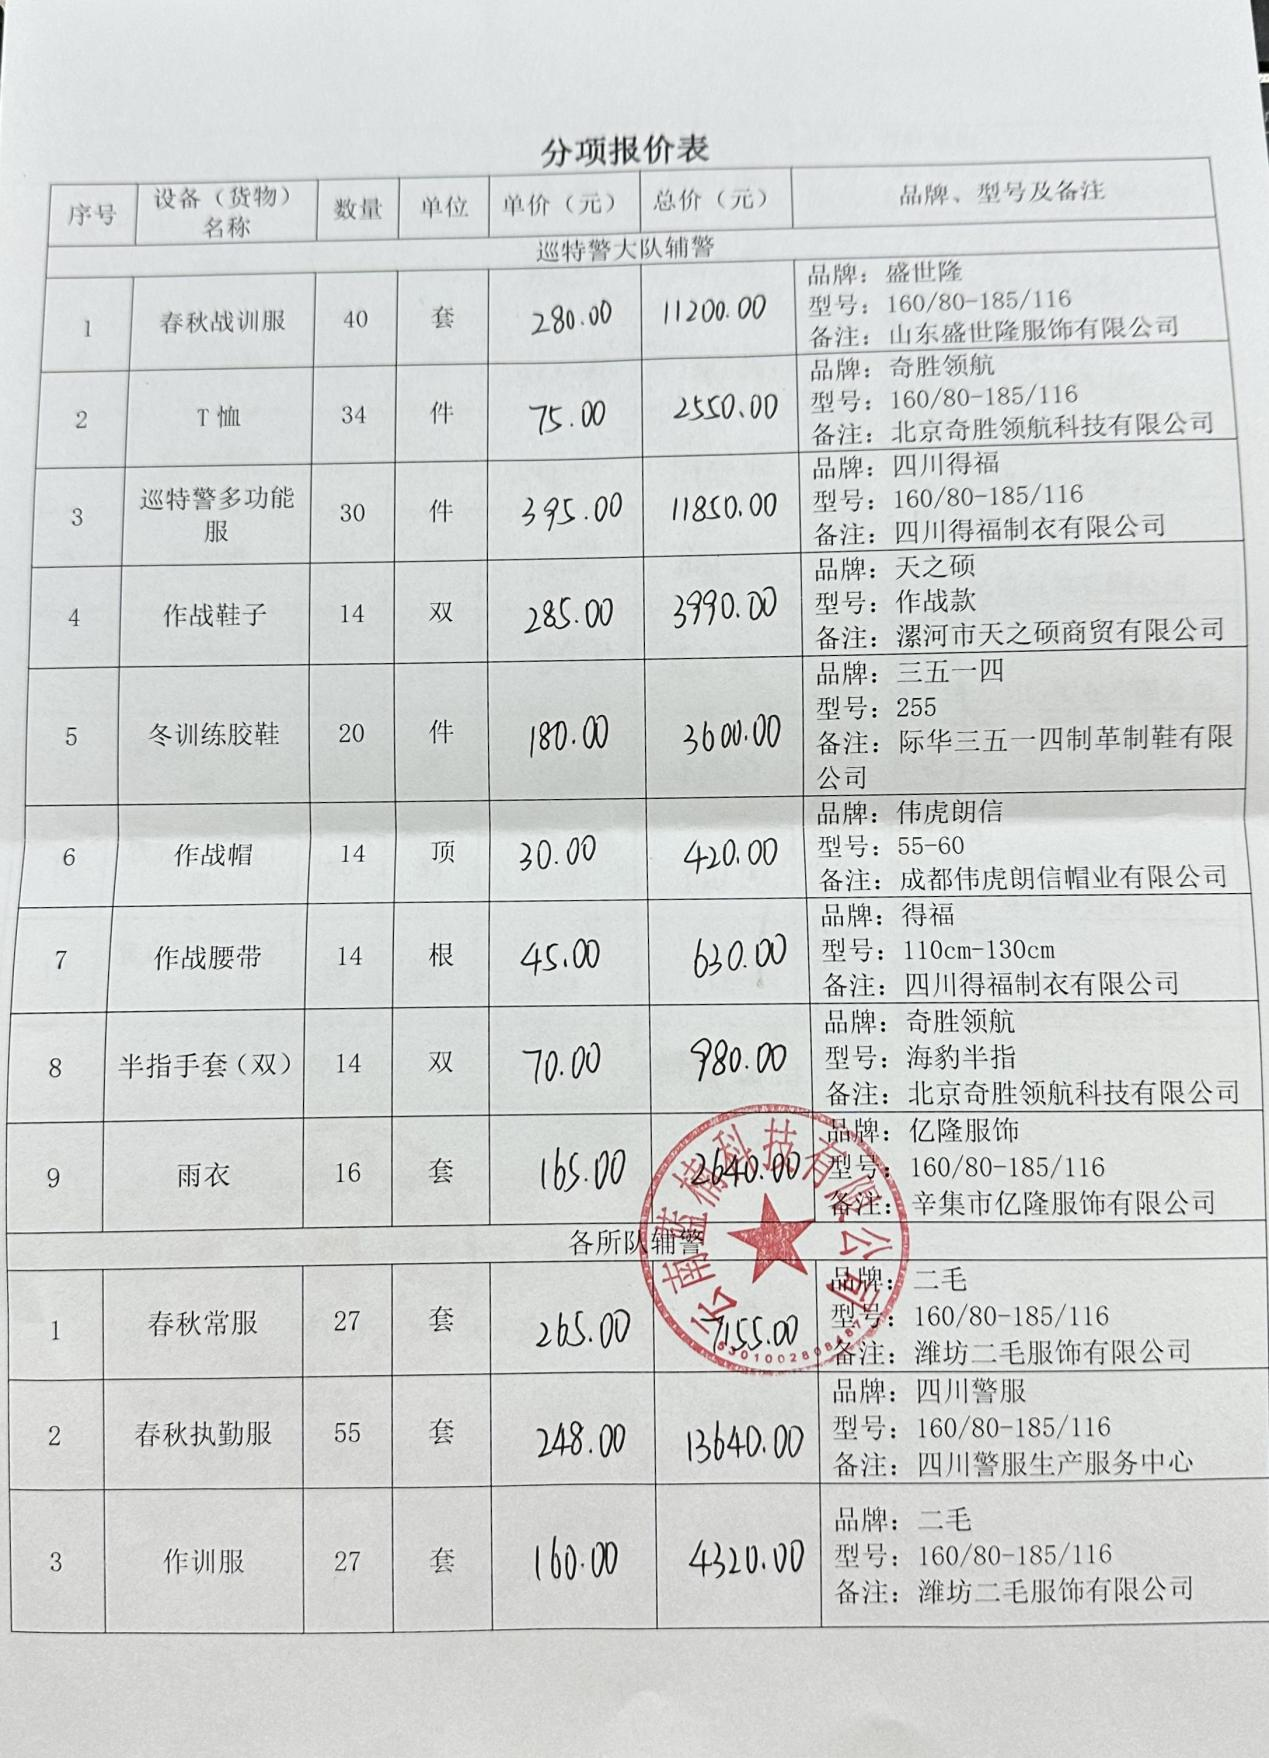 分项报价表
序号 设备（货物）名称 数量 单位 单价（元） 总价（元） 品牌、型号及备注
巡特警大队辅警
1 春秋战训服 40 套 280.00 11200.00 品牌：盛世隆
型号：160/80-185/116
备注：山东盛世隆服饰有限公司
2 T恤 34 件 75.00 2550.00 品牌：奇胜领航
型号：160/80-185/116
备注：北京奇胜领航科技有限公司
3 巡特警多功能服 30 件 395.00 11850.00 品牌：四川得福
型号：160/80-185/116
备注：四川得福制衣有限公司
4 作战鞋子 14 双 285.00 3990.00 品牌：天之硕
型号：作战款
备注：漯河市天之硕商贸有限公司
5 冬训练胶鞋 20 件 180.00 3600.00 品牌：三五一四
型号：255
备注：际华三五一四制革制鞋有限
公司
6 作战帽 14 顶 30.00 420.00 品牌：伟虎朗信
型号：55-60
备注：成都伟虎朗信帽业有限公司
7 作战腰带 14 根 45.00 630.00 品牌：得福
型号：110cm-130cm
备注：四川得福制衣有限公司
8 半指手套（双） 14 双 70.00 980.00 品牌：奇胜领航
型号：海豹半指
备注：北京奇胜领航科技有限公司
9 雨衣 16 套 165.00 2640.00 品牌：亿隆服饰
型号：160/80-185/116
备注：辛集市亿隆服饰有限公司
各所队辅警
1 春秋常服 27 套 265.00 7155.00 品牌：二毛
型号：160/80-185/116
备注：潍坊二毛服饰有限公司
2 春秋执勤服 55 套 248.00 13640.00 品牌：四川警服
型号：160/80-185/116
备注：四川警服生产服务中心
3 作训服 27 套 160.00 4320.00 品牌：二毛
型号：160/80-185/116
备注：潍坊二毛服饰有限公司
云南蓝楠科技有限公司